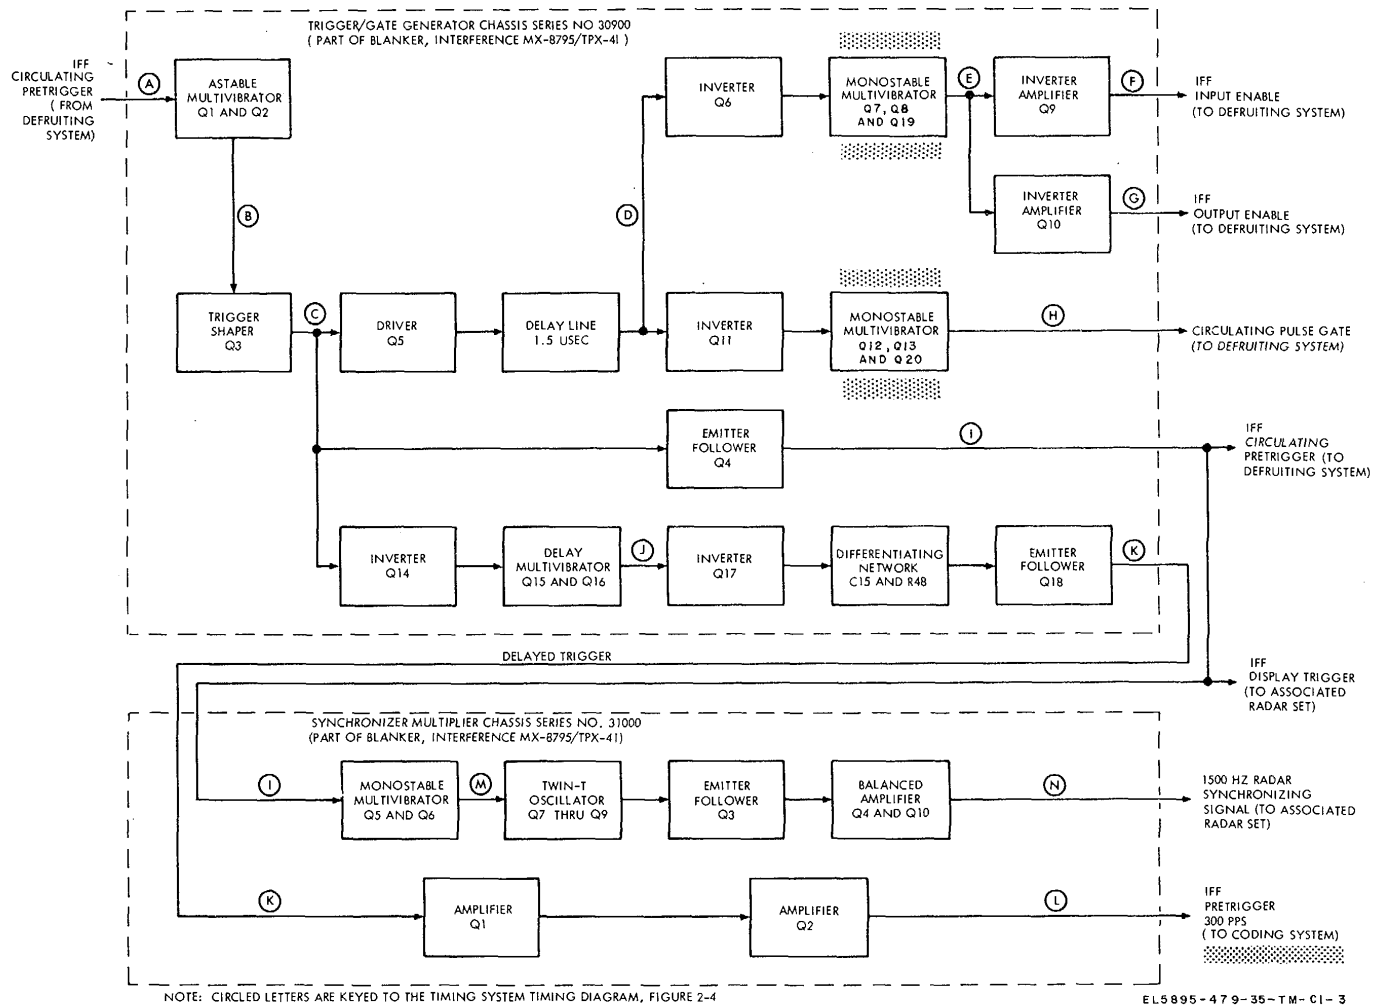 TRIGGER/GATE GENERATOR CHASSIS SERIES NO 30900
( PART OF BLANKER, INTERFERENCE MX-8795/TPX-41 )
IFF
CIRCULATING
PRETRIGGER
( FROM
DEFRUITING
SYSTEM)
A
ASTABLE
MULTIVIBRATOR
Q1 AND Q2
INVERTER
Q6
MONOSTABLE
MULTIVIBRATOR
Q7, Q8
AND Q19
E
INVERTER
AMPLIFIER
Q9
F
IFF
INPUT ENABLE
(TO DEFRUITING SYSTEM)
B
D
INVERTER
AMPLIFIER
Q10
G
IFF
OUTPUT ENABLE
(TO DEFRUITING SYSTEM)
TRIGGER
SHAPER
Q3
C
DRIVER
Q5
DELAY LINE
1.5 USEC
INVERTER
Q11
MONOSTABLE
MULTIVIBRATOR
Q12, Q13
AND Q20
H
CIRCULATING PULSE GATE
(TO DEFRUITING SYSTEM)
EMITTER
FOLLOWER
Q4
I
IFF
CIRCULATING
PRETRIGGER (TO
DEFRUITING SYSTEM)
INVERTER
Q14
DELAY
MULTIVIBRATOR
Q15 AND Q16
J
INVERTER
Q17
DIFFERENTIATING
NETWORK
C15 AND R48
EMITTER
FOLLOWER
Q18
K
DELAYED TRIGGER
IFF
DISPLAY TRIGGER
(TO ASSOCIATED
RADAR SET)
SYNCHRONIZER MULTIPLIER CHASSIS SERIES NO. 31000
(PART OF BLANKER, INTERFERENCE MX-8795/TPX-41)
I
MONOSTABLE
MULTIVIBRATOR
Q5 AND Q6
M
TWIN-T
OSCILLATOR
Q7 THRU Q9
EMITTER
FOLLOWER
Q3
BALANCED
AMPLIFIER
Q4 AND Q10
N
1500 HZ RADAR
SYNCHRONIZING
SIGNAL (TO ASSOCIATED
RADAR SET)
K
AMPLIFIER
Q1
AMPLIFIER
Q2
L
IFF
PRETRIGGER
300 PPS
( TO CODING SYSTEM)
NOTE: CIRCLED LETTERS ARE KEYED TO THE TIMING SYSTEM TIMING DIAGRAM, FIGURE 2-4
EL5895-479-35-TM-CI-3